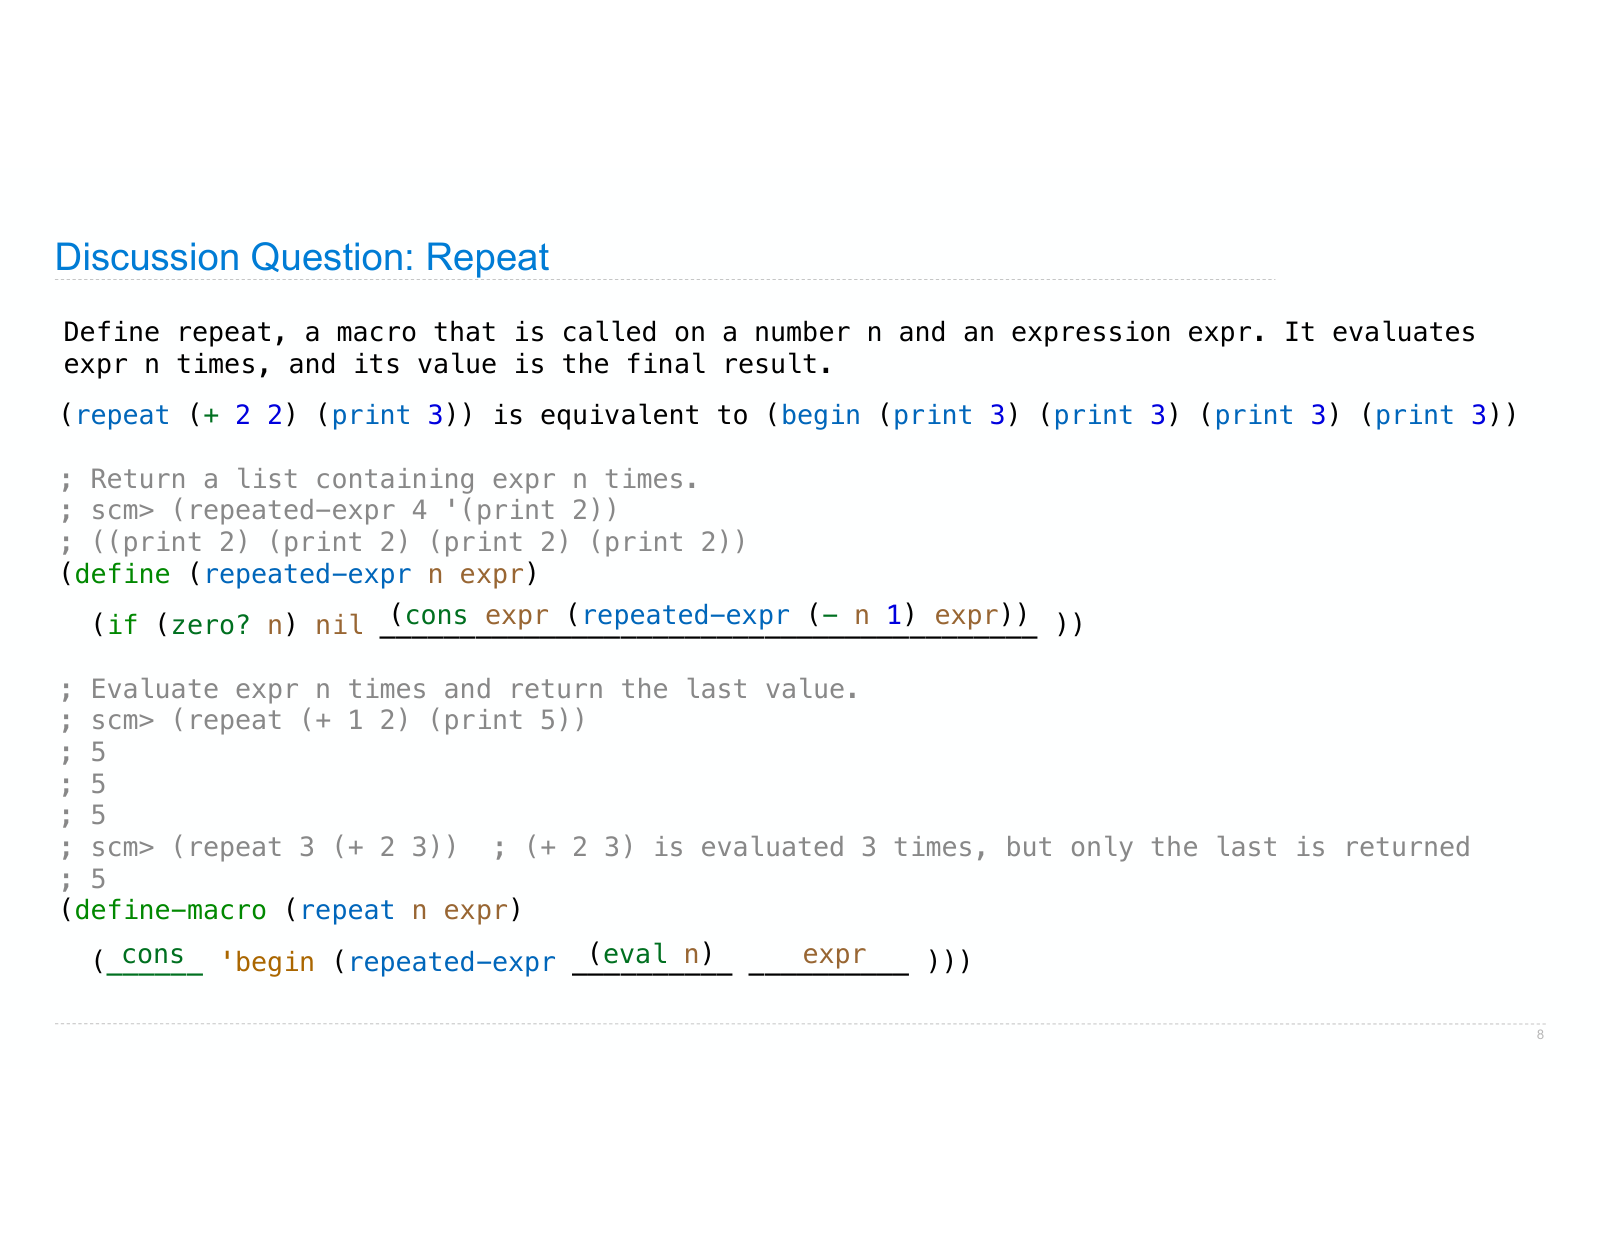 Discussion Question: Repeat
Define repeat, a macro that is called on a number n and an expression expr. It evaluates
expr n times, and its value is the final result.
(repeat (+ 2 2) (print 3)) is equivalent to (begin (print 3) (print 3) (print 3) (print 3))
; Return a list containing expr n times.
; scm> (repeated-expr 4 '(print 2))
; ((print 2) (print 2) (print 2) (print 2))
(define (repeated-expr n expr)
(if (zero? n) nil (cons expr (repeated-expr (- n 1) expr)) ))
; Evaluate expr n times and return the last value.
; scm> (repeat (+ 1 2) (print 5))
; 5
; 5
; 5
; scm> (repeat 3 (+ 2 3))  ; (+ 2 3) is evaluated 3 times, but only the last is returned
; 5
(define-macro (repeat n expr)
(cons 'begin (repeated-expr (eval n) expr )))
8